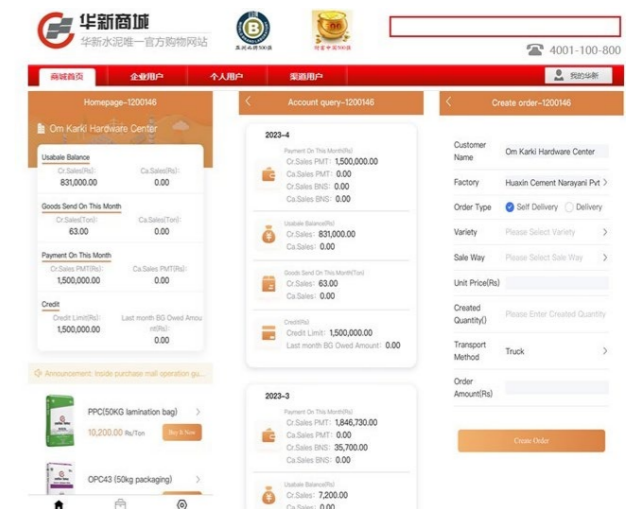 华新商城
华新水泥唯一官方购物网站
4001-100-800
商城首页
企业用户
个人用户
渠道用户
我的华新
Homepage-1200146
Om Karki Hardware Center
Usabale Balance
Cr.Sales(Rs):
Ca.Sales(Rs):
831,000.00
0.00
Goods Send On This Month
Cr.Sales(Ton):
Ca.Sales(Ton):
63.00
0.00
Payment On This Month
Cr.Sales PMT(Rs):
Ca.Sales PMT(Rs):
1,500,000.00
0.00
Credit
Credit Limit(Rs):
Last month BG Owed Amou
nt(Rs):
1,500,000.00
0.00
Announcement: Inside purchase mall operation gu...
PPC(50KG lamination bag)
10,200.00 Rs/Ton
Buy It Now
OPC43 (50kg packaging)
Account query-1200146
2023-4
Payment On This Month(Rs)
Cr.Sales PMT: 1,500,000.00
Ca.Sales PMT: 0.00
Cr.Sales BNS: 0.00
Ca.Sales BNS: 0.00
Usabale Balance(Rs)
Cr.Sales: 831,000.00
Ca.Sales: 0.00
Goods Send On This Month(Ton)
Cr.Sales: 63.00
Ca.Sales: 0.00
Credit(Rs)
Credit Limit: 1,500,000.00
Last month BG Owed Amount: 0.00
2023-3
Payment On This Month(Rs)
Cr.Sales PMT: 1,846,730.00
Ca.Sales PMT: 0.00
Cr.Sales BNS: 35,700.00
Ca.Sales BNS: 0.00
Usabale Balance(Rs)
Cr.Sales: 7,200.00
Ca.Sales: 0.00
Create order-1200146
Customer
Name
Om Karki Hardware Center
Factory
Huaxin Cement Narayani Pvt
Order Type
Self Delivery
Delivery
Variety
Please Select Variety
Sale Way
Please Select Sale Way
Unit Price(Rs)
Created
Quantity()
Please Enter Created Quantity
Transport
Method
Truck
Order
Amount(Rs)
Create Order